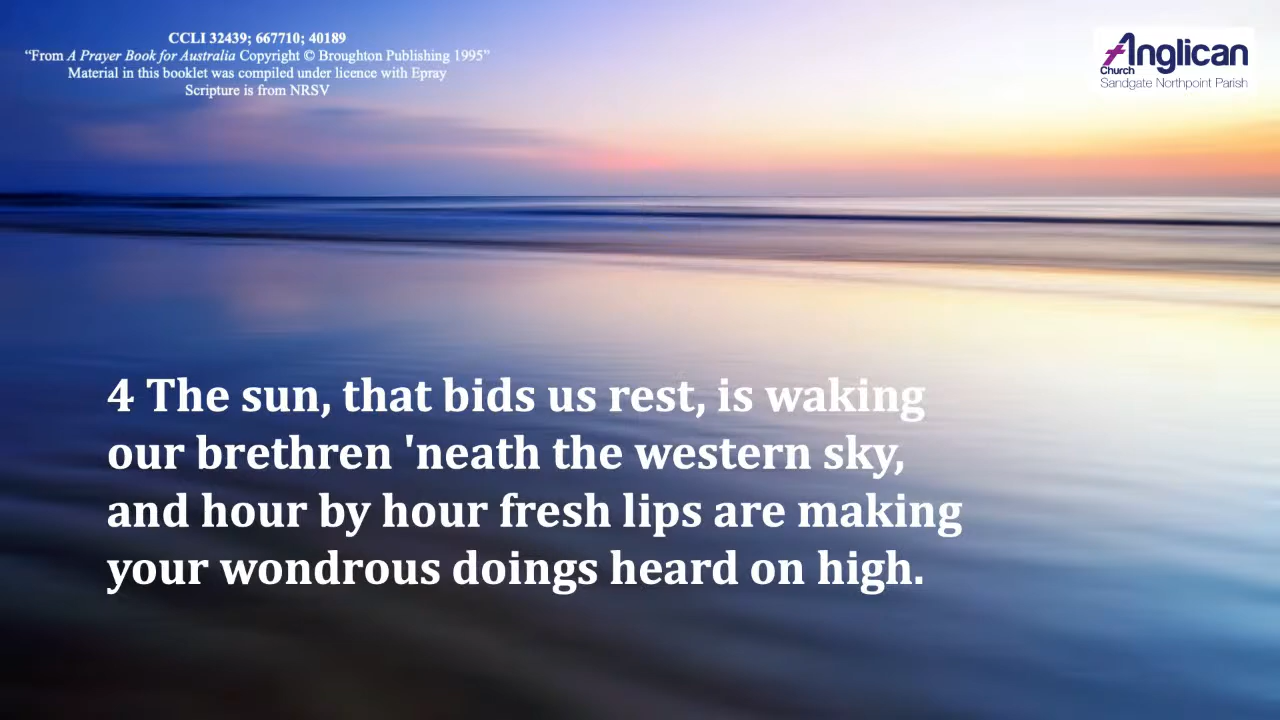 CCLI 32439; 667710; 40189
“From A Prayer Book for Australia Copyright © Broughton Publishing 1995”
Material in this booklet was compiled under licence with Epray
Scripture is from NRSV
Anglican
Church
Sandgate Northpoint Parish
4 The sun, that bids us rest, is waking
our brethren 'neath the western sky,
and hour by hour fresh lips are making
your wondrous doings heard on high.